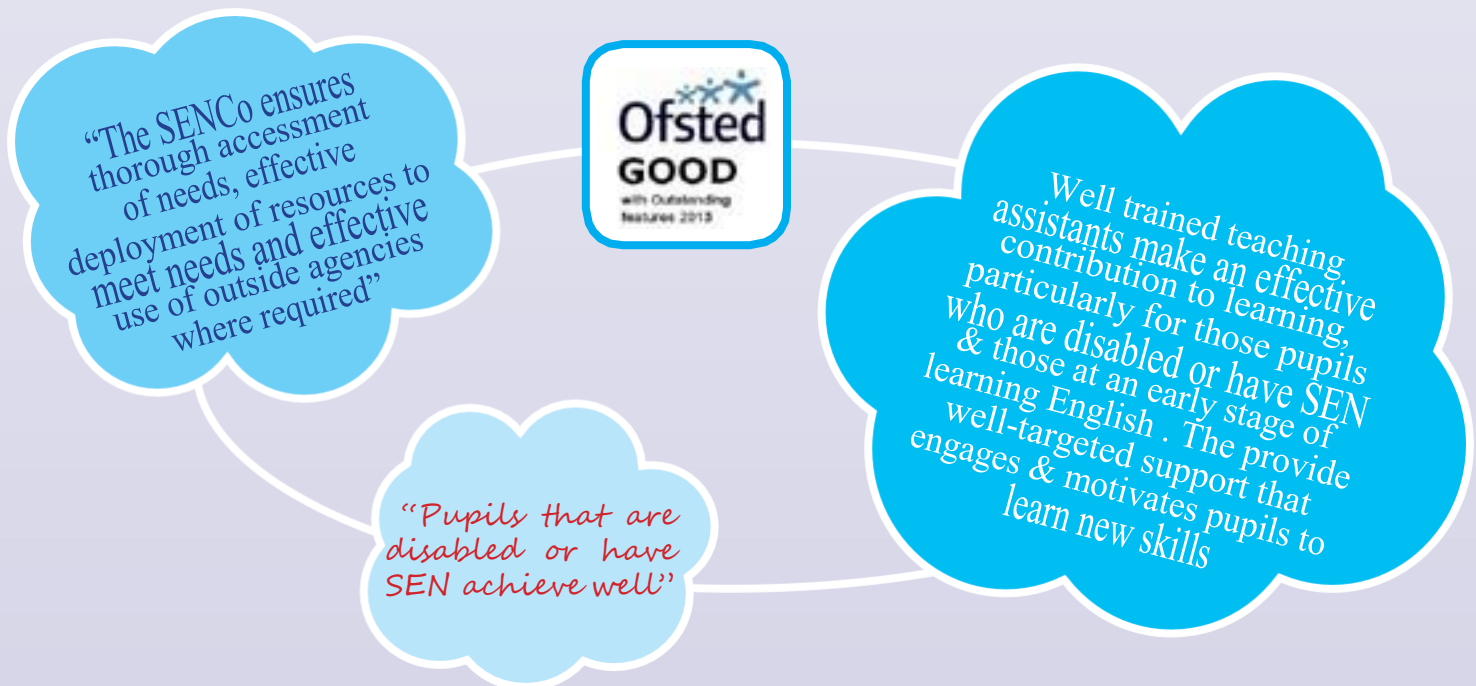 “The SENCo ensures
thorough accessment
of needs, effective
deployment of resources to
meet needs and effective
use of outside agencies
where required”
Ofsted
GOOD
with Outstanding
features 2013
Well trained teaching
assistants make an effective
contribution to learning,
particularly for those pupils
who are disabled or have SEN
& those at an early stage of
learning English . The provide
well-targeted support that
engages & motivates pupils to
learn new skills
“Pupils that are
disabled or have
SEN achieve well”